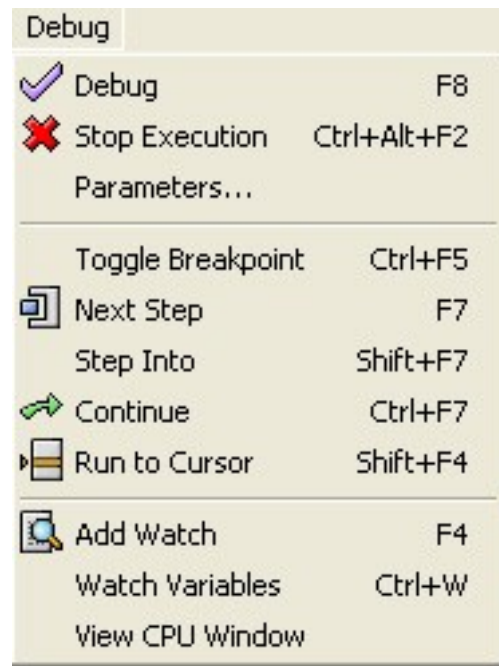 Debug
Debug F8
Stop Execution Ctrl+Alt+F2
Parameters...
Toggle Breakpoint Ctrl+F5
Next Step F7
Step Into Shift+F7
Continue Ctrl+F7
Run to Cursor Shift+F4
Add Watch F4
Watch Variables Ctrl+W
View CPU Window